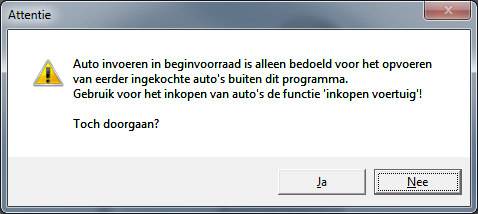 Attentie
Auto invoeren in beginvoorraad is alleen bedoeld voor het opvoeren
van eerder ingekochte auto's buiten dit programma.
Gebruik voor het inkopen van auto's de functie 'inkopen voertuig'!
Toch doorgaan?
Ja
Nee